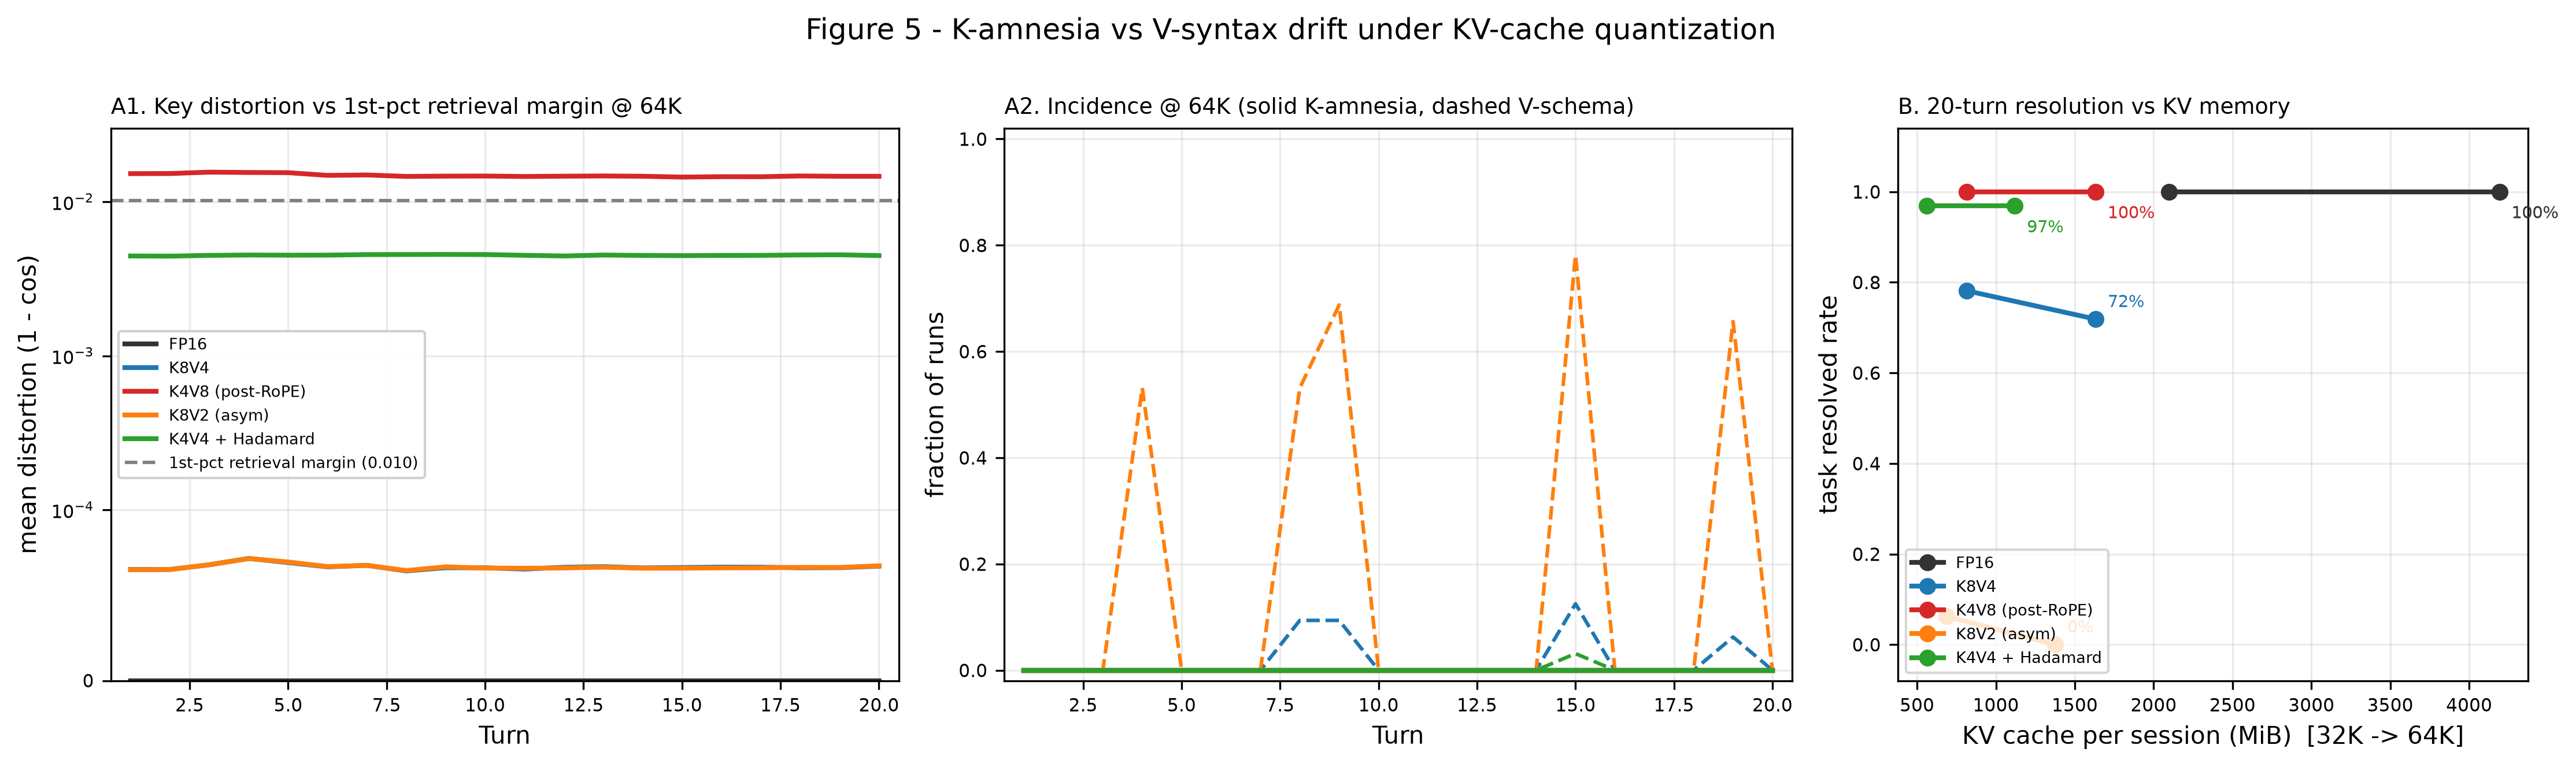 Figure 5 - K-amnesia vs V-syntax drift under KV-cache quantization
A1. Key distortion vs 1st-pct retrieval margin @ 64K
mean distortion (1 - cos)
10⁻²
10⁻³
10⁻⁴
0
FP16
K8V4
K4V8 (post-RoPE)
K8V2 (asym)
K4V4 + Hadamard
1st-pct retrieval margin (0.010)
2.5 5.0 7.5 10.0 12.5 15.0 17.5 20.0
Turn
A2. Incidence @ 64K (solid K-amnesia, dashed V-schema)
fraction of runs
1.0
0.8
0.6
0.4
0.2
0.0
2.5 5.0 7.5 10.0 12.5 15.0 17.5 20.0
Turn
B. 20-turn resolution vs KV memory
task resolved rate
1.0
0.8
0.6
0.4
0.2
0.0
100%
100%
97%
72%
0%
FP16
K8V4
K4V8 (post-RoPE)
K8V2 (asym)
K4V4 + Hadamard
500 1000 1500 2000 2500 3000 3500 4000
KV cache per session (MiB) [32K -> 64K]